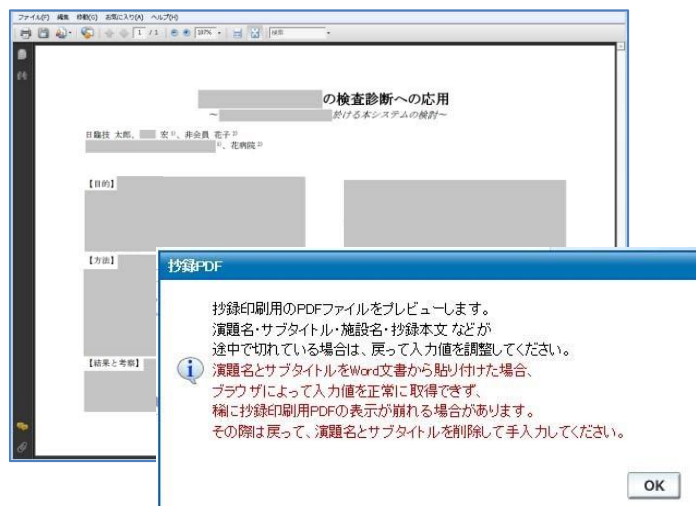 ファイル(F) 編集 移動(G) お気に入り(A) ヘルプ(H)
1 / 1 107% 検索
の検査診断への応用
～ 於ける本システムの検討～
日臨技 太郎、 宏 1)、非会員 花子 2)
1)、花病院 2)
【目的】
【方法】
【結果と考察】
抄録PDF
抄録印刷用のPDFファイルをプレビューします。
演題名・サブタイトル・施設名・抄録本文 などが
途中で切れている場合は、戻って入力値を調整してください。
演題名とサブタイトルをWord文書から貼り付けた場合、
ブラウザによって入力値を正常に取得できず、
稀に抄録印刷用PDFの表示が崩れる場合があります。
その際は戻って、演題名とサブタイトルを削除して手入力してください。
OK